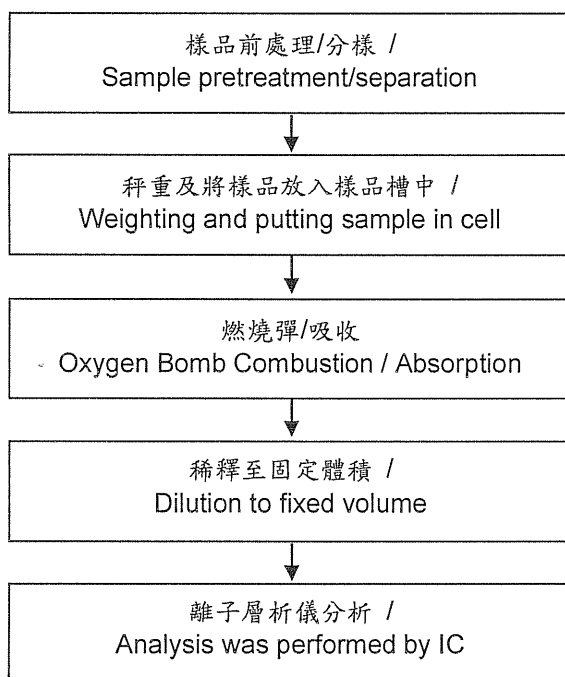 樣品前處理/分樣 /
Sample pretreatment/separation
秤重及將樣品放入樣品槽中 /
Weighting and putting sample in cell
燃燒彈/吸收
Oxygen Bomb Combustion / Absorption
稀釋至固定體積 /
Dilution to fixed volume
離子層析儀分析 /
Analysis was performed by IC